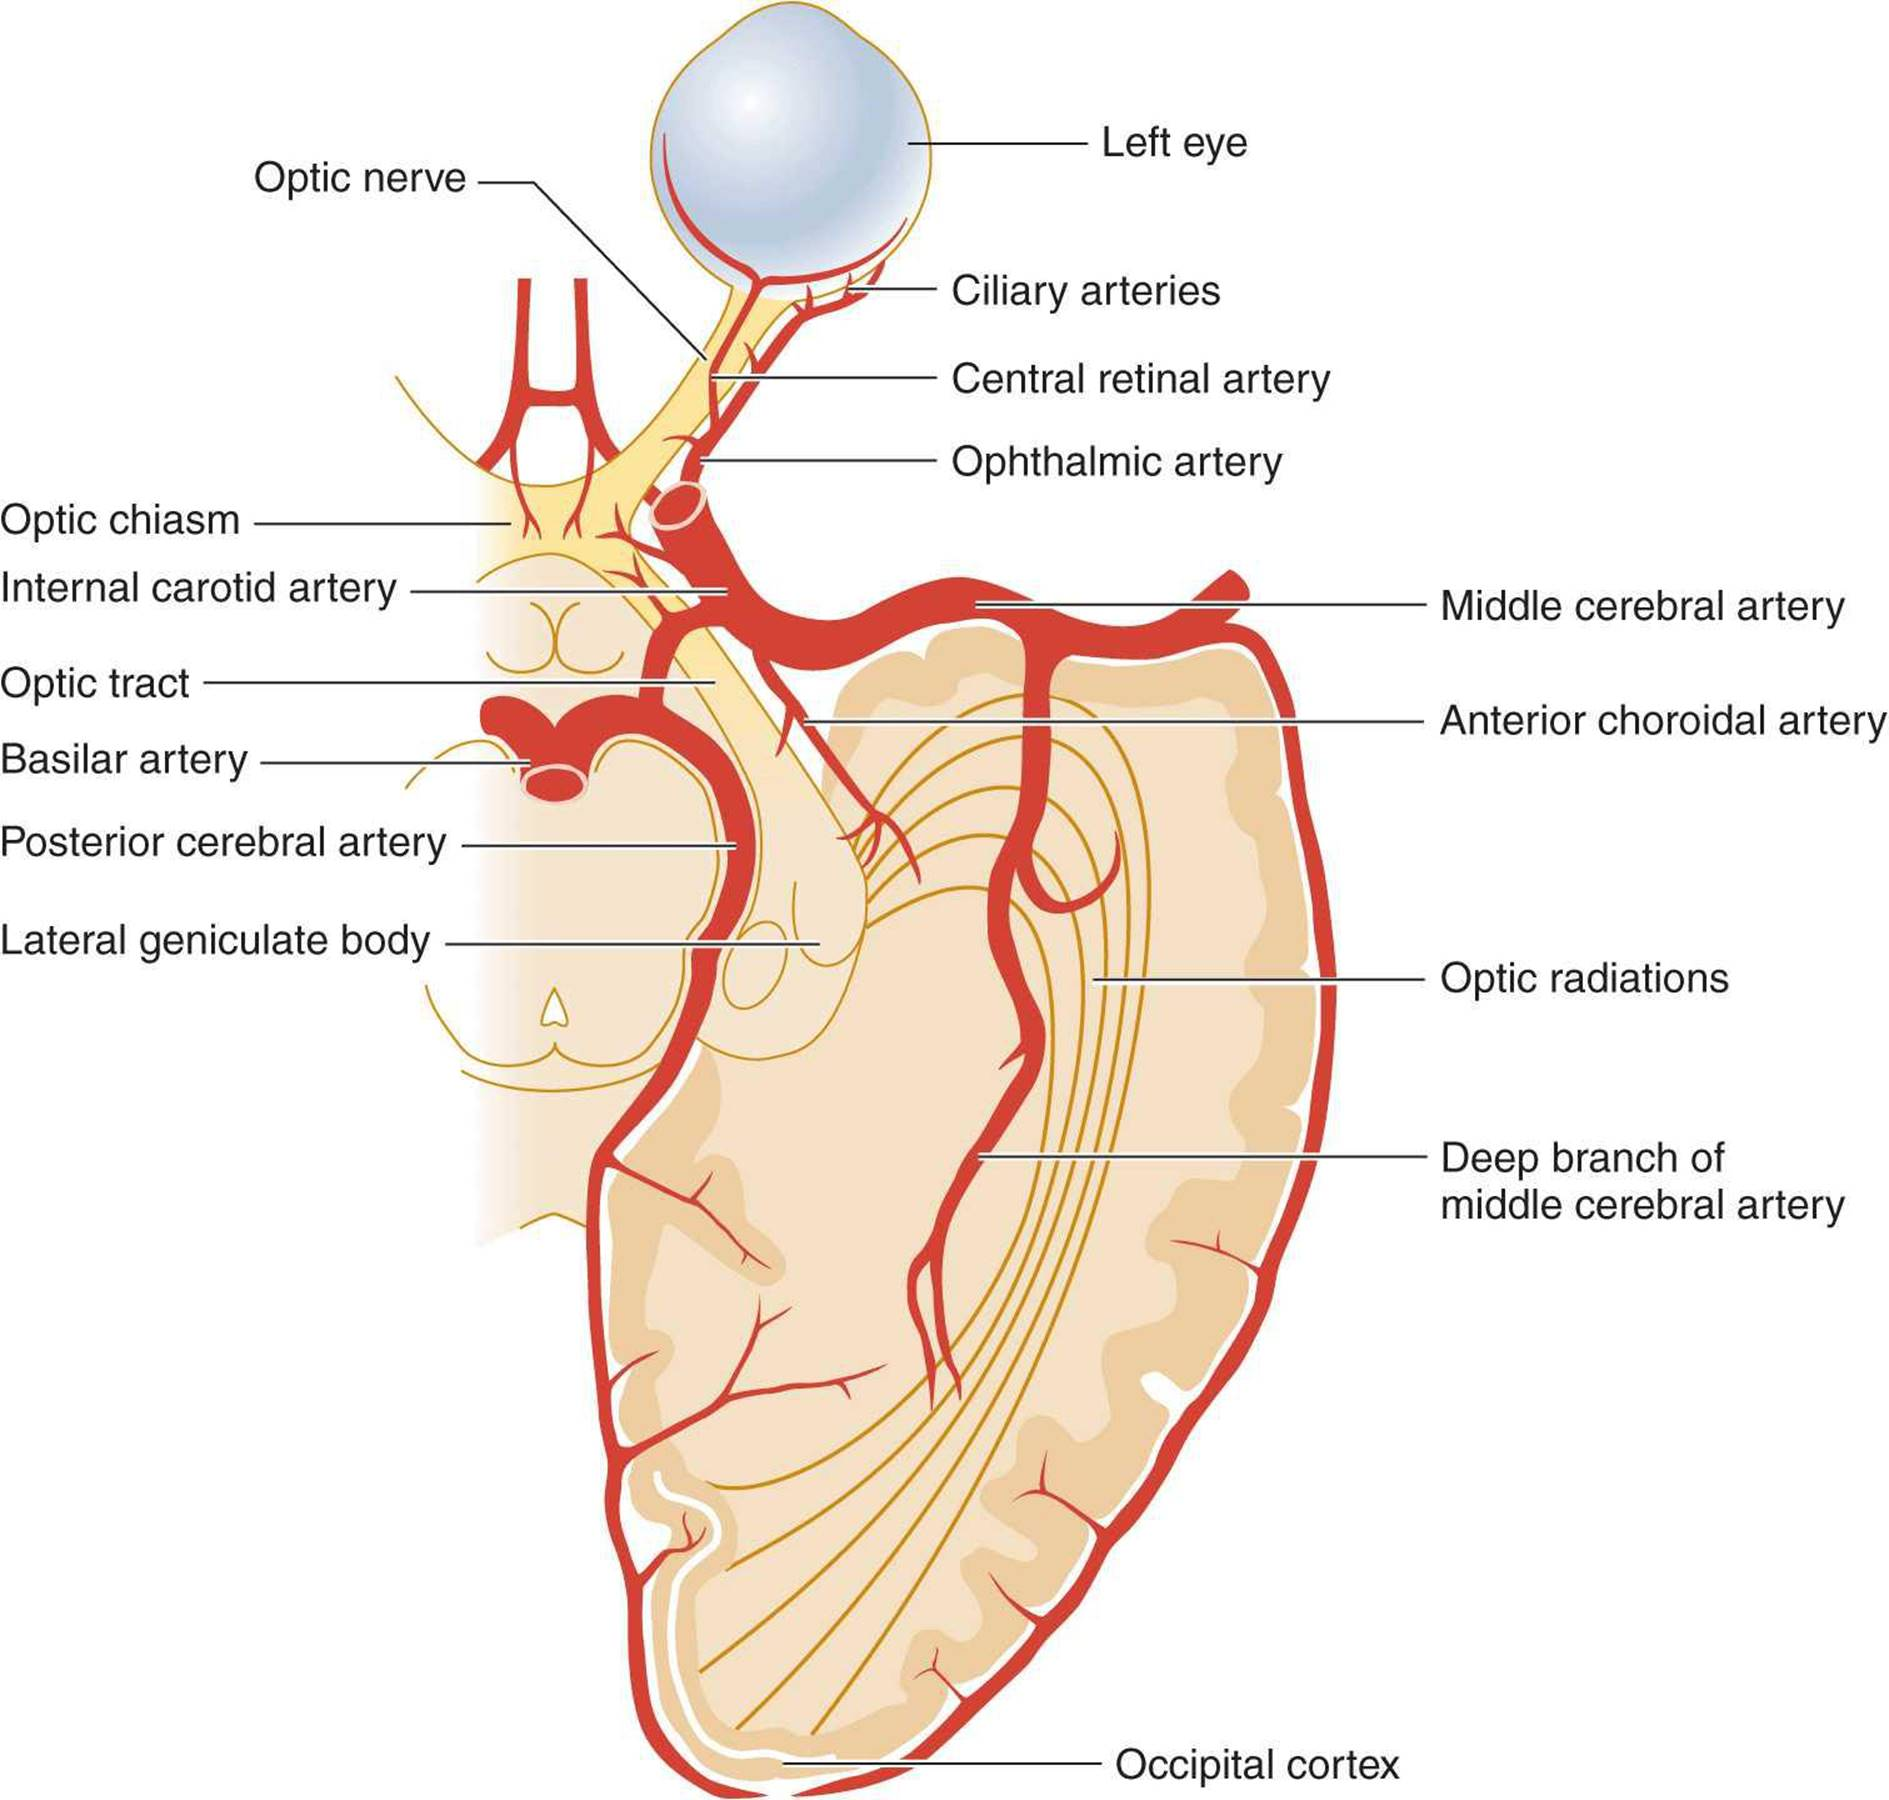 Left eye
Optic nerve
Ciliary arteries
Central retinal artery
Ophthalmic artery
Optic chiasm
Internal carotid artery
Middle cerebral artery
Optic tract
Anterior choroidal artery
Basilar artery
Posterior cerebral artery
Lateral geniculate body
Optic radiations
Deep branch of
middle cerebral artery
Occipital cortex